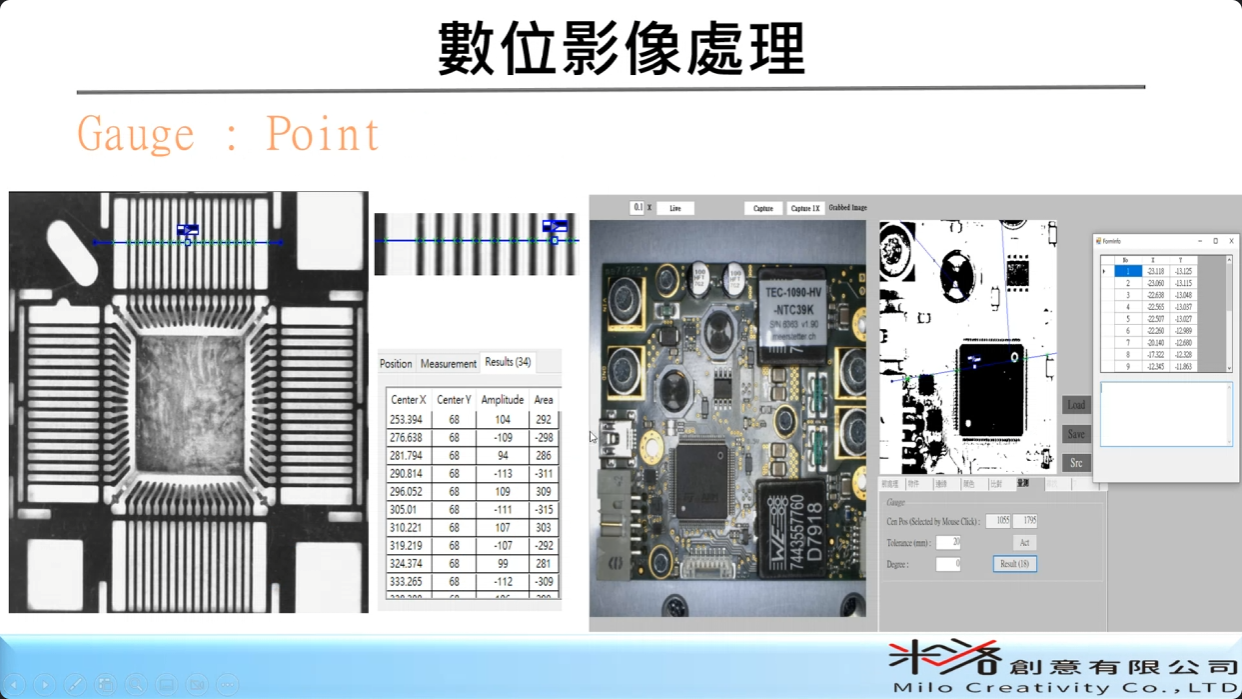 數位影像處理
Gauge : Point
Position Measurement Results (34)
Center X Center Y Amplitude Area
253.394 68 104 292
276.638 68 -109 -298
281.794 68 94 286
290.814 68 -113 -311
296.052 68 109 309
305.01 68 -111 -315
310.221 68 107 303
319.219 68 -107 -292
324.374 68 99 281
333.265 68 -112 -309
0.1 X Live Capture Capture 1X Grabbed Image
TEC-1090-HV
-NTC39K
S/N 6363 v1.90
meerstetter.ch
WE
7443557760
D7918
FormInfo
No X Y
1 -23.118 -13.125
2 -23.060 -13.115
3 -22.638 -13.048
4 -22.565 -13.037
5 -22.507 -13.027
6 -22.260 -12.989
7 -20.140 -12.680
8 -17.322 -12.328
9 -12.345 -11.863
Load
Save
Src
量測
Gauge
Cen Pos (Selected by Mouse Click) : 1055 1795
Tolerance (mm) : 20 Act
Degree : 0 Result (18)
米洛創意有限公司
Milo Creativity Co.,LTD